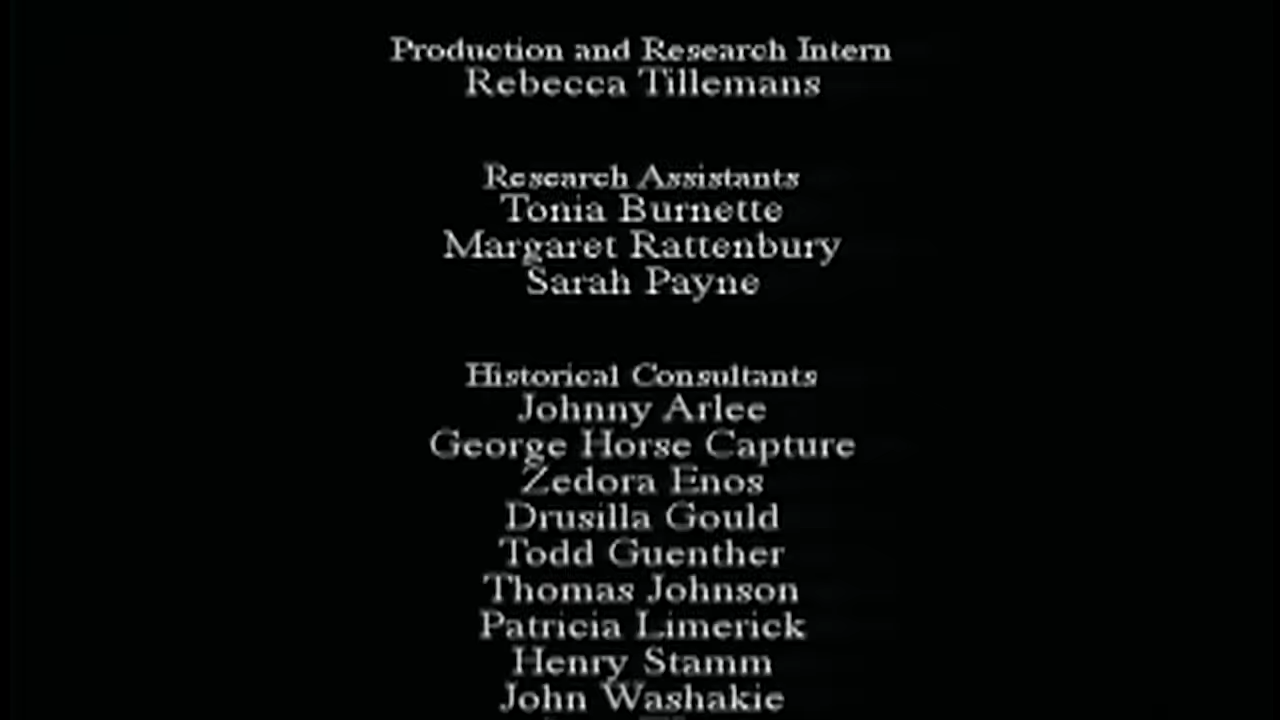 Production and Research Intern
Rebecca Tillemans
Research Assistants
Tonia Burnette
Margaret Rattenbury
Sarah Payne
Historical Consultants
Johnny Arlee
George Horse Capture
Zedora Enos
Drusilla Gould
Todd Guenther
Thomas Johnson
Patricia Limerick
Henry Stamm
John Washakie